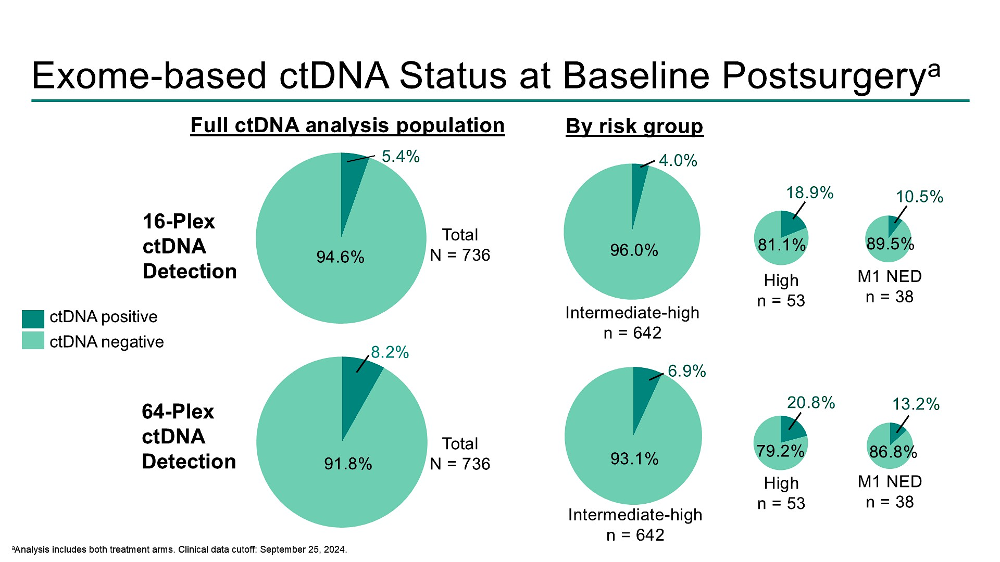 Exome-based ctDNA Status at Baseline Postsurgeryᵃ
Full ctDNA analysis population
By risk group
16-Plex
ctDNA
Detection
5.4%
94.6%
Total
N = 736
4.0%
96.0%
Intermediate-high
n = 642
18.9%
81.1%
High
n = 53
10.5%
89.5%
M1 NED
n = 38
ctDNA positive
ctDNA negative
64-Plex
ctDNA
Detection
8.2%
91.8%
Total
N = 736
6.9%
93.1%
Intermediate-high
n = 642
20.8%
79.2%
High
n = 53
13.2%
86.8%
M1 NED
n = 38
ᵃAnalysis includes both treatment arms. Clinical data cutoff: September 25, 2024.